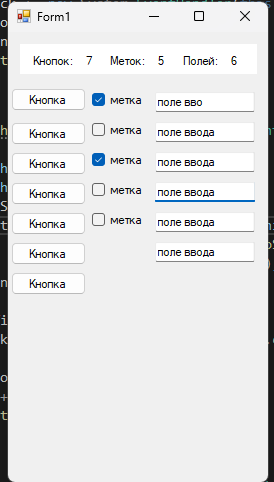 Form1
Кнопок: 7 Меток: 5 Полей: 6
Кнопка метка поле вво
Кнопка метка поле ввода
Кнопка метка поле ввода
Кнопка метка поле ввода
Кнопка метка поле ввода
Кнопка поле ввода
Кнопка